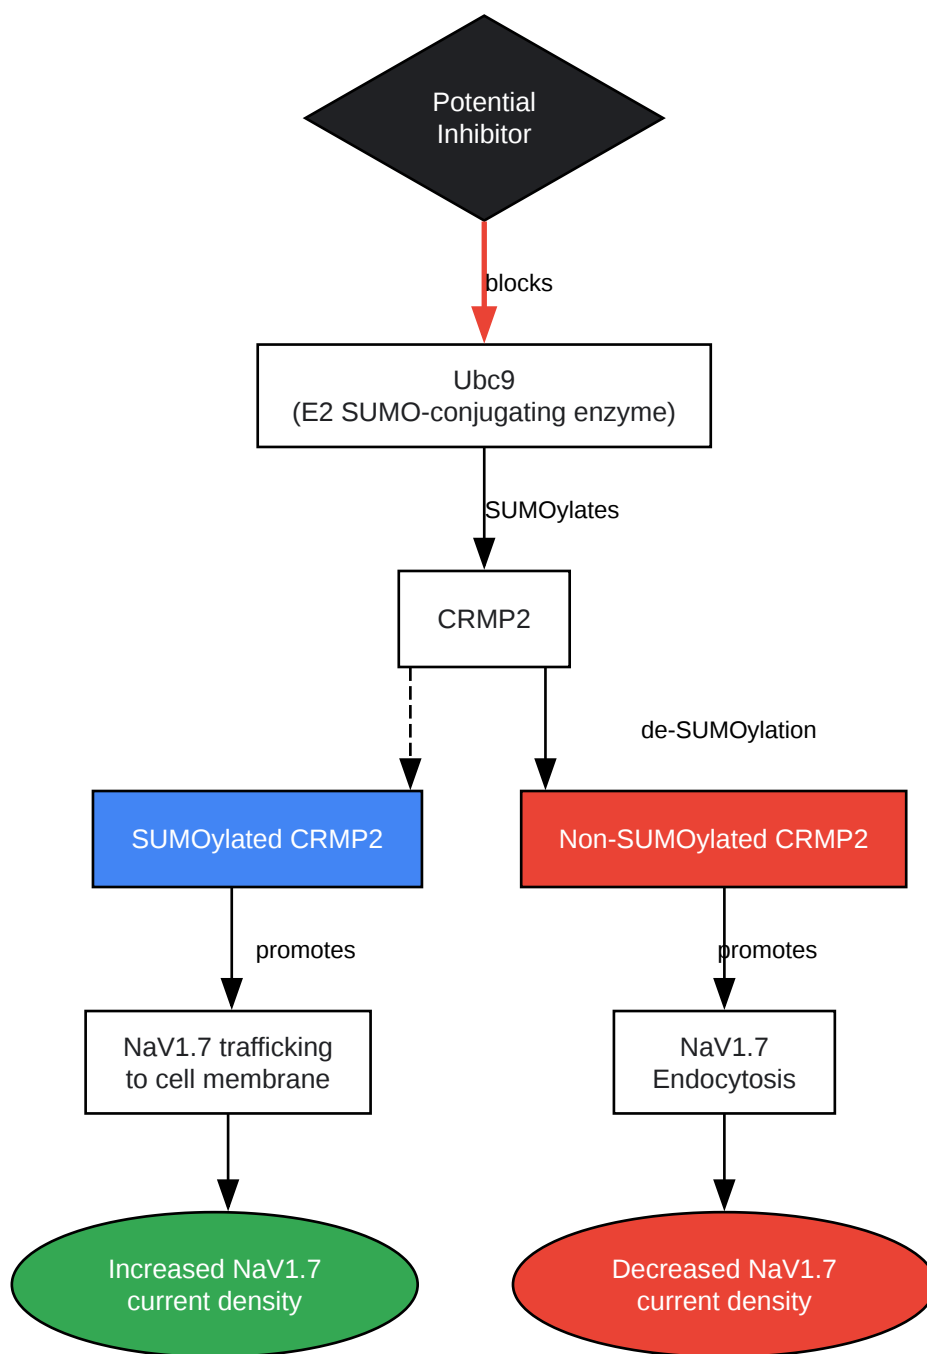 Potential
Inhibitor
blocks
Ubc9
(E2 SUMO-conjugating enzyme)
SUMOylates
CRMP2
de-SUMOylation
SUMOylated CRMP2
Non-SUMOylated CRMP2
promotes
promotes
NaV1.7 trafficking
to cell membrane
NaV1.7
Endocytosis
Increased NaV1.7
current density
Decreased NaV1.7
current density